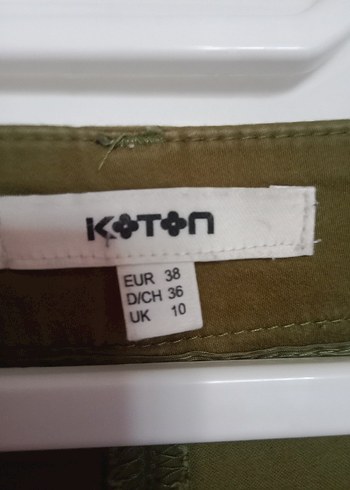 KOTON
EUR 38
D/CH 36
UK 10